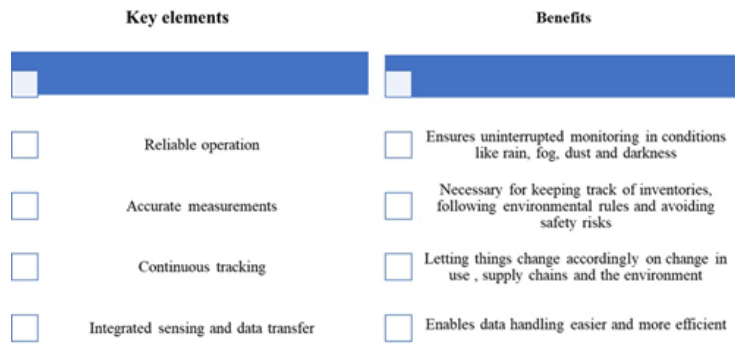 Key elements
Benefits
Reliable operation
Ensures uninterrupted monitoring in conditions
like rain, fog, dust and darkness
Accurate measurements
Necessary for keeping track of inventories,
following environmental rules and avoiding
safety risks
Continuous tracking
Letting things change accordingly on change in
use , supply chains and the environment
Integrated sensing and data transfer
Enables data handling easier and more efficient